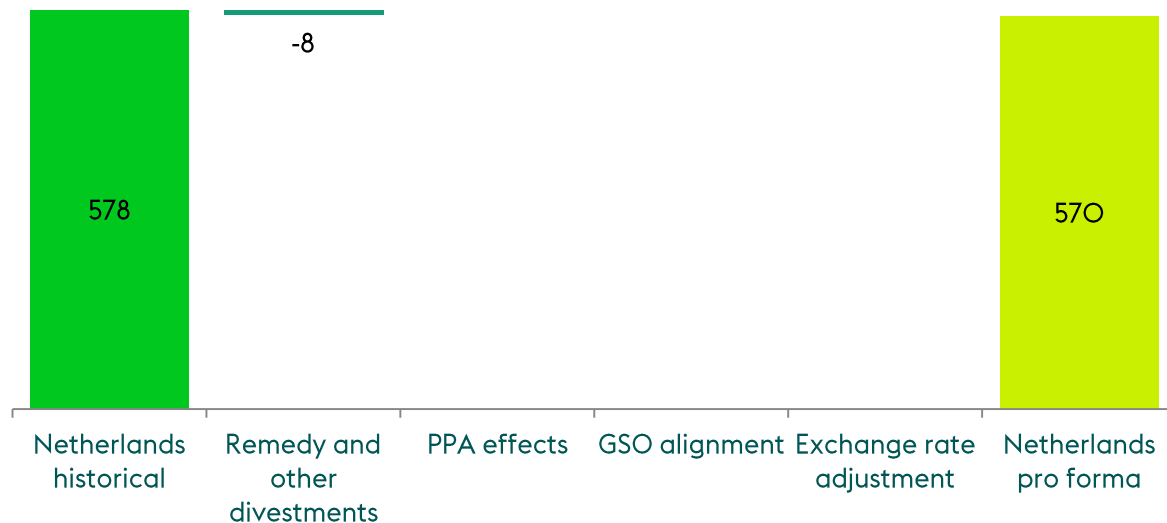 -8
578
570
Netherlands
historical
Remedy and
other
divestments
PPA effects
GSO alignment
Exchange rate
adjustment
Netherlands
pro forma